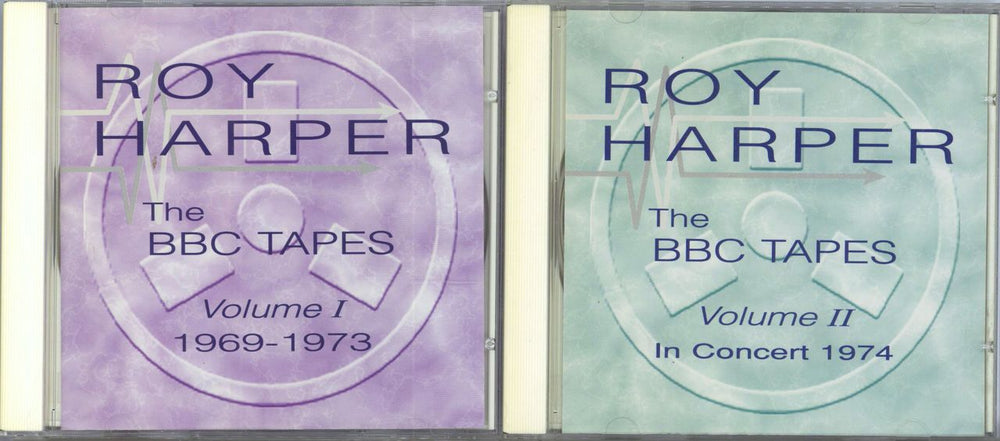 ROY
HARPER
The
BBC TAPES
Volume I
1969-1973
ROY
HARPER
The
BBC TAPES
Volume II
In Concert 1974